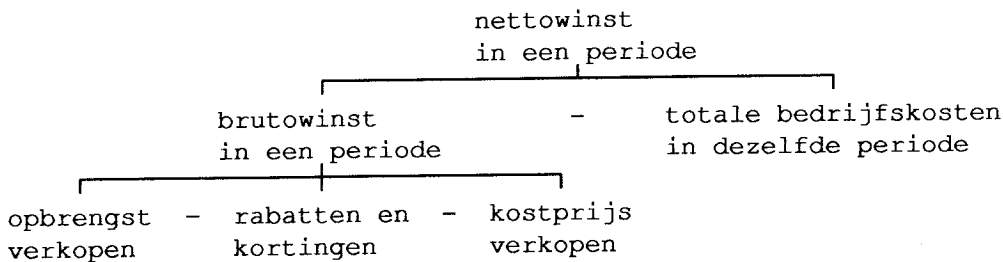 nettowinst
in een periode
brutowinst - totale bedrijfskosten
in een periode in dezelfde periode
opbrengst - rabatten en - kostprijs
verkopen kortingen verkopen